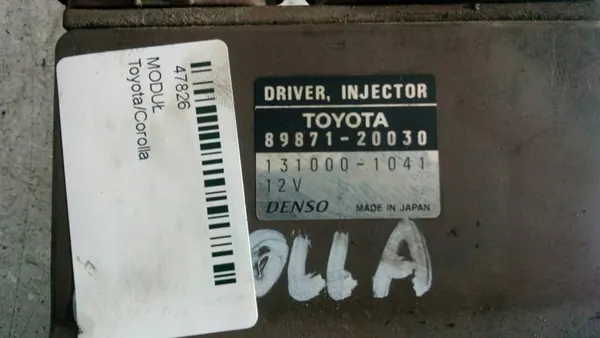 47826
MODUŁ
Toyota/Corolla
DRIVER, INJECTOR
TOYOTA
89871-20030
131000-1041
12V
DENSO MADE IN JAPAN
OLLA